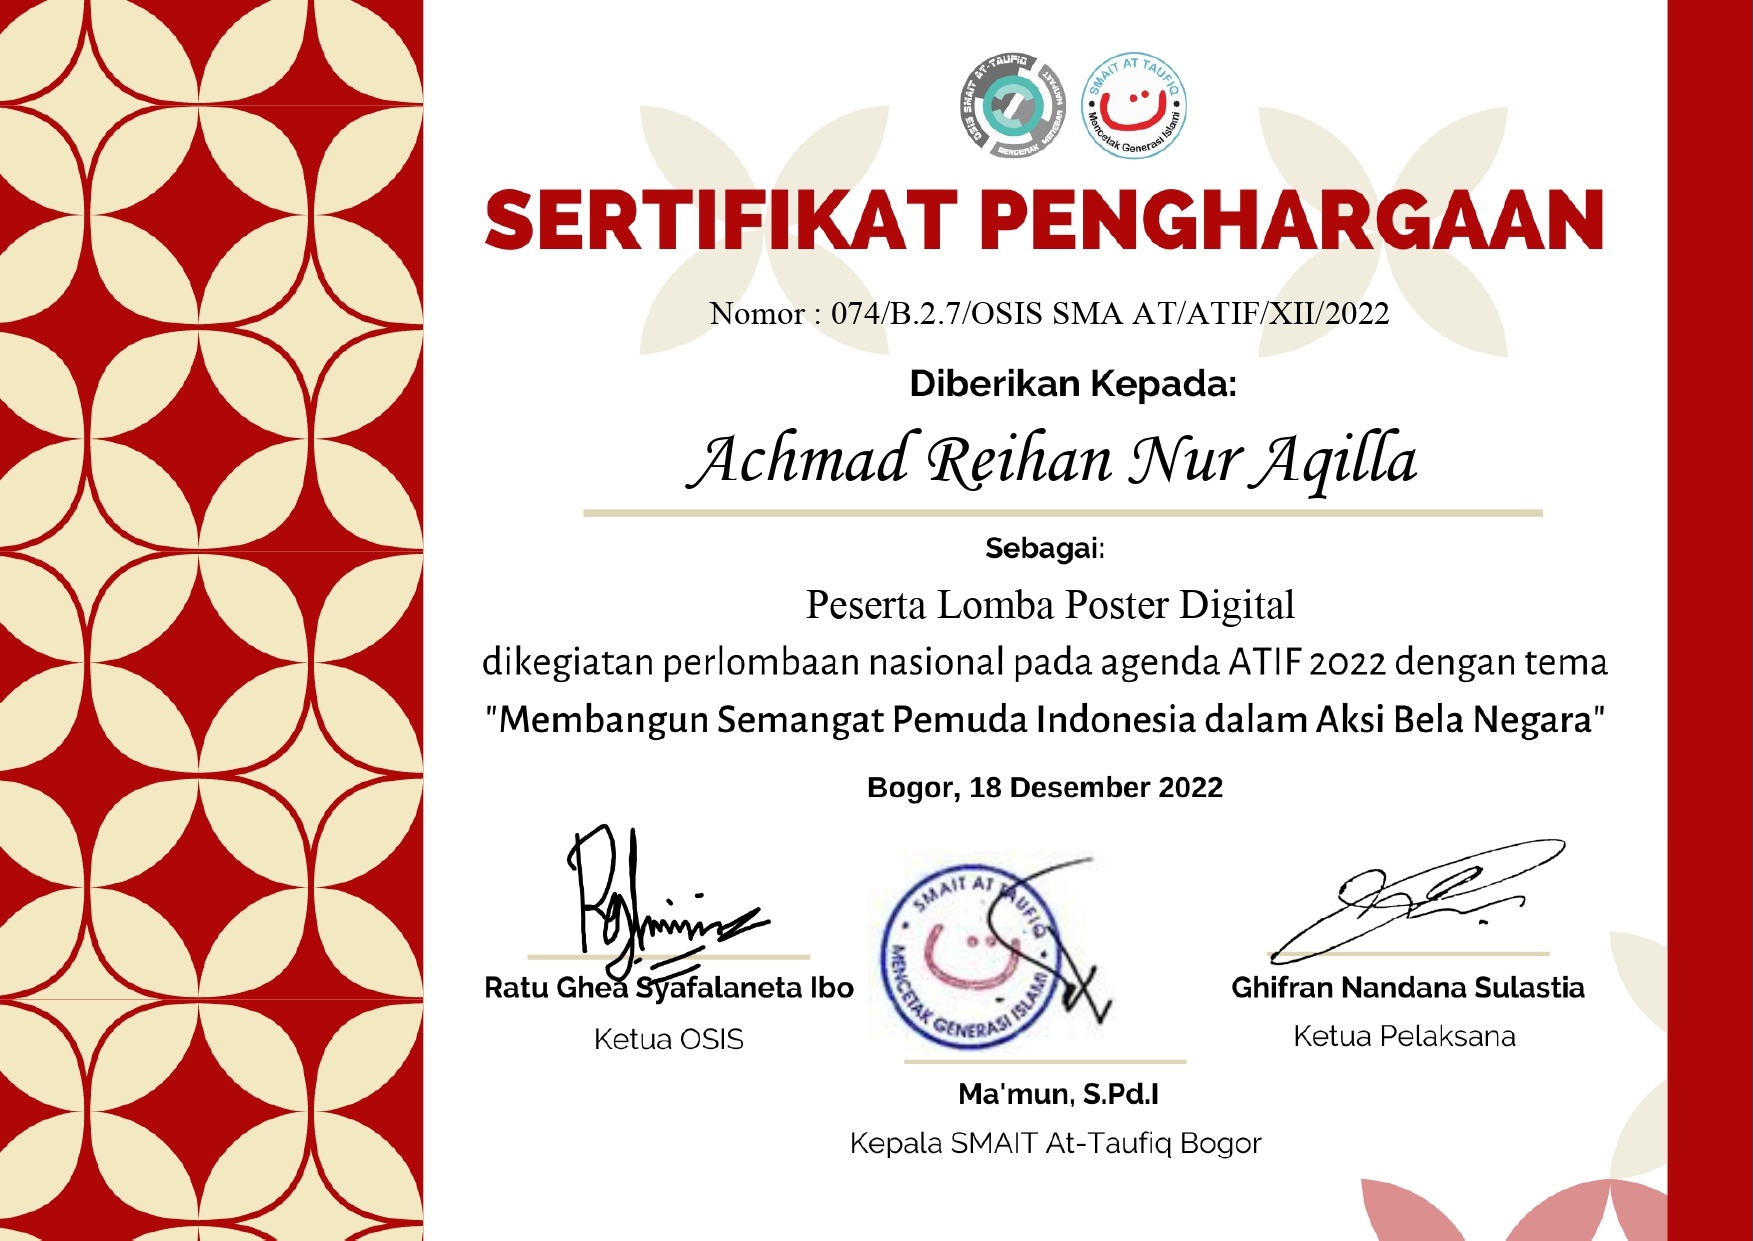 OSIS SMAIT AT-TAUFIQ
BERGERAK MENEBAR MANFAAT
SMAIT AT TAUFIQ
Mencetak Generasi Islami
SERTIFIKAT PENGHARGAAN
Nomor : 074/B.2.7/OSIS SMA AT/ATIF/XII/2022
Diberikan Kepada:
Achmad Reihan Nur Aqilla
Sebagai:
Peserta Lomba Poster Digital
dikegiatan perlombaan nasional pada agenda ATIF 2022 dengan tema
"Membangun Semangat Pemuda Indonesia dalam Aksi Bela Negara"
Bogor, 18 Desember 2022
SMAIT AT TAUFIQ
MENCETAK GENERASI ISLAMI
Ratu Ghea Syafalaneta Ibo
Ketua OSIS
Ghifran Nandana Sulastia
Ketua Pelaksana
Ma'mun, S.Pd.I
Kepala SMAIT At-Taufiq Bogor